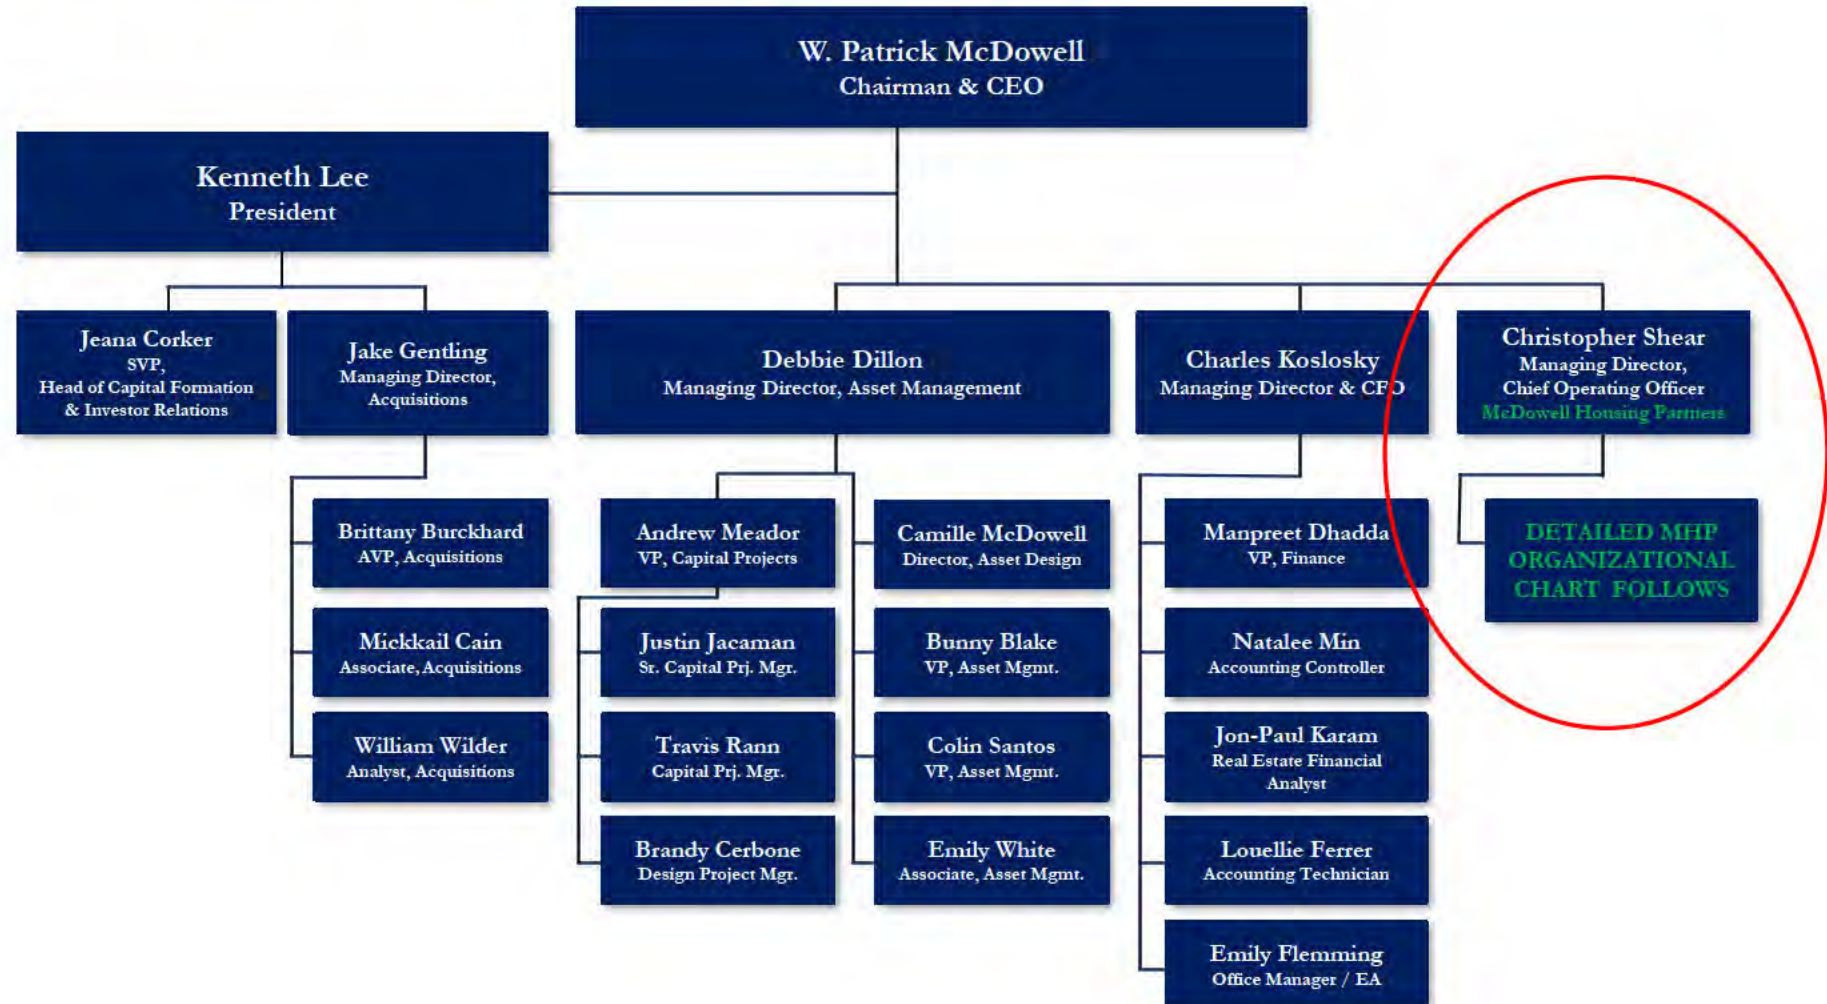 W. Patrick McDowell
Chairman & CEO
Kenneth Lee
President
Jeana Corker
SVP,
Head of Capital Formation
& Investor Relations
Jake Gentling
Managing Director,
Acquisitions
Debbie Dillon
Managing Director, Asset Management
Charles Koslosky
Managing Director & CFO
Christopher Shear
Managing Director,
Chief Operating Officer
McDowell Housing Partners
Brittany Burckhard
AVP, Acquisitions
Mickkail Cain
Associate, Acquisitions
William Wilder
Analyst, Acquisitions
Andrew Meador
VP, Capital Projects
Justin Jacaman
Sr. Capital Prj. Mgr.
Travis Rann
Capital Prj. Mgr.
Brandy Cerbone
Design Project Mgr.
Camille McDowell
Director, Asset Design
Bunny Blake
VP, Asset Mgmt.
Colin Santos
VP, Asset Mgmt.
Emily White
Associate, Asset Mgmt.
Manpreet Dhadda
VP, Finance
Natalee Min
Accounting Controller
Jon-Paul Karam
Real Estate Financial
Analyst
Louellie Ferrer
Accounting Technician
Emily Flemming
Office Manager / EA
DETAILED MHP
ORGANIZATIONAL
CHART FOLLOWS